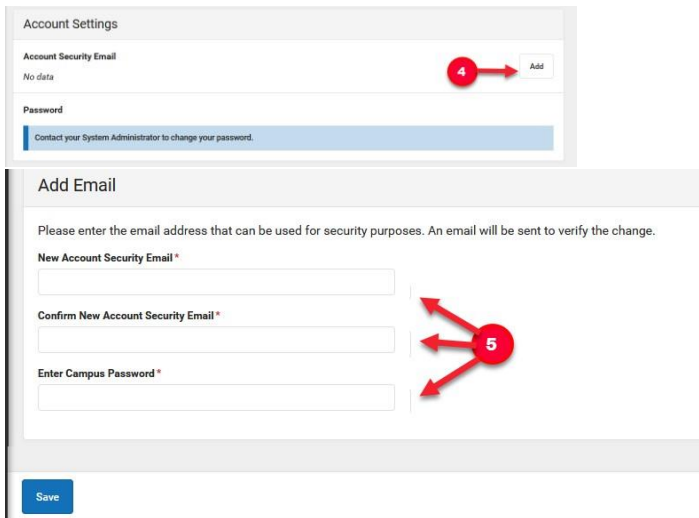 Account Settings
Account Security Email
No data
4
Add
Password
Contact your System Administrator to change your password.
Add Email
Please enter the email address that can be used for security purposes. An email will be sent to verify the change.
New Account Security Email*
Confirm New Account Security Email*
5
Enter Campus Password*
Save